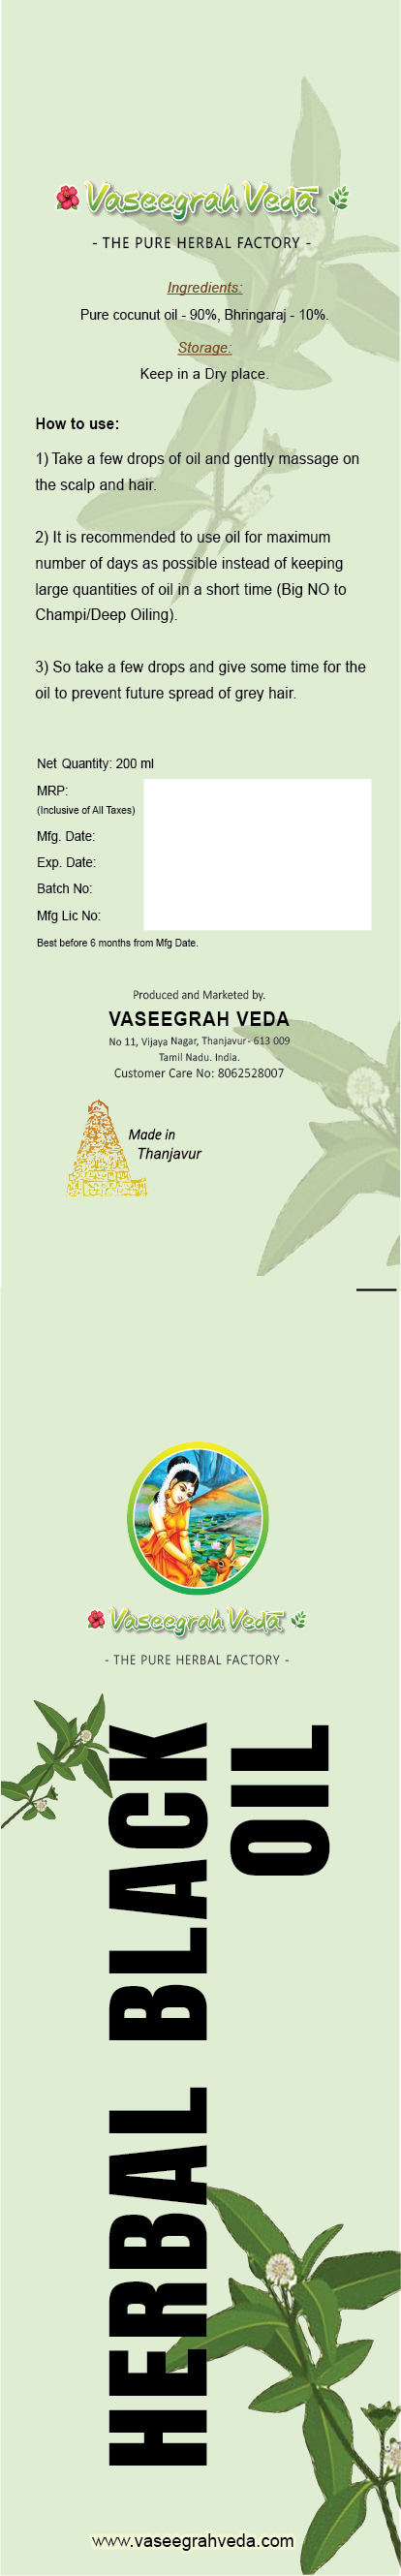 Vaseegrah Veda
- THE PURE HERBAL FACTORY -
Ingredients:
Pure cocunut oil - 90%, Bhringaraj - 10%.
Storage:
Keep in a Dry place.
How to use:
1) Take a few drops of oil and gently massage on
the scalp and hair.
2) It is recommended to use oil for maximum
number of days as possible instead of keeping
large quantities of oil in a short time (Big NO to
Champi/Deep Oiling).
3) So take a few drops and give some time for the
oil to prevent future spread of grey hair.
Net Quantity: 200 ml
MRP:
(Inclusive of All Taxes)
Mfg. Date:
Exp. Date:
Batch No:
Mfg Lic No:
Best before 6 months from Mfg Date.
Produced and Marketed by.
VASEEGRAH VEDA
No 11, Vijaya Nagar, Thanjavur - 613 009
Tamil Nadu. India.
Customer Care No: 8062528007
Made in
Thanjavur
Vaseegrah Veda
- THE PURE HERBAL FACTORY -
HERBAL BLACK
OIL
www.vaseegrahveda.com